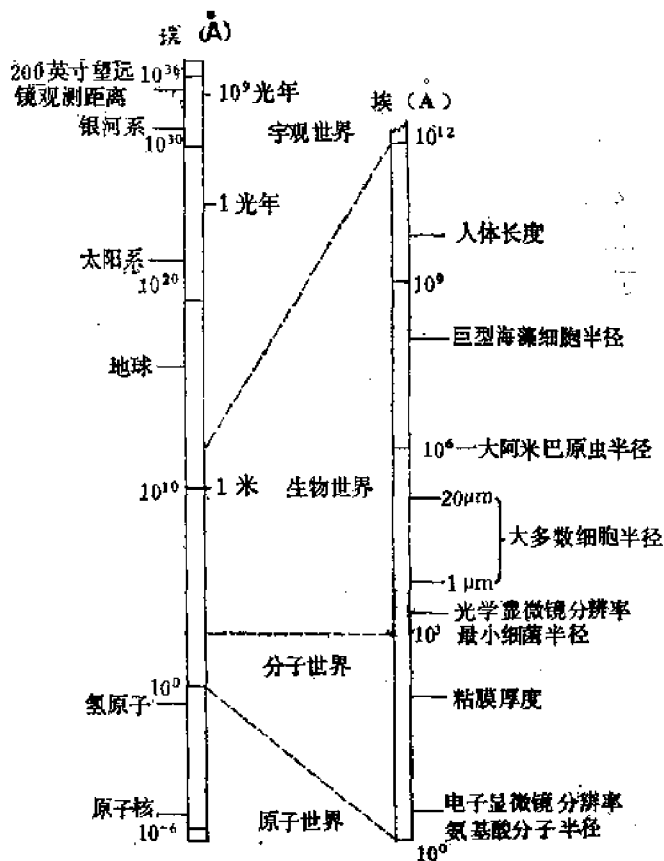 埃 (Å)
200英寸望远
镜观测距离
10⁹光年
银河系
10³⁰
1光年
太阳系
10²⁰
地球
10¹⁰
1米
10⁰
氢原子
原子核
10⁻⁶
宇观世界
生物世界
分子世界
原子世界
埃 (Å)
10¹²
人体长度
10⁹
巨型海藻细胞半径
10⁶
大阿米巴原虫半径
20μm
大多数细胞半径
1μm
光学显微镜分辨率
10³
最小细菌半径
粘膜厚度
电子显微镜分辨率
氨基酸分子半径
10⁰